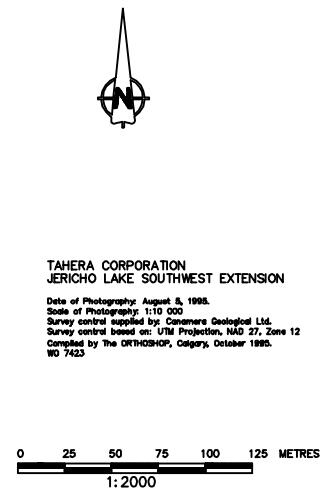 N
TAHERA CORPORATION
JERICHO LAKE SOUTHWEST EXTENSION
Date of Photography: August 5, 1995.
Scale of Photography: 1:10 000
Survey control supplied by: Canamera Geological Ltd.
Survey control based on: UTM Projection, NAD 27, Zone 12
Compiled by The ORTHOSHOP, Calgary, October 1995.
WO 7423
0 25 50 75 100 125 METRES
1:2000